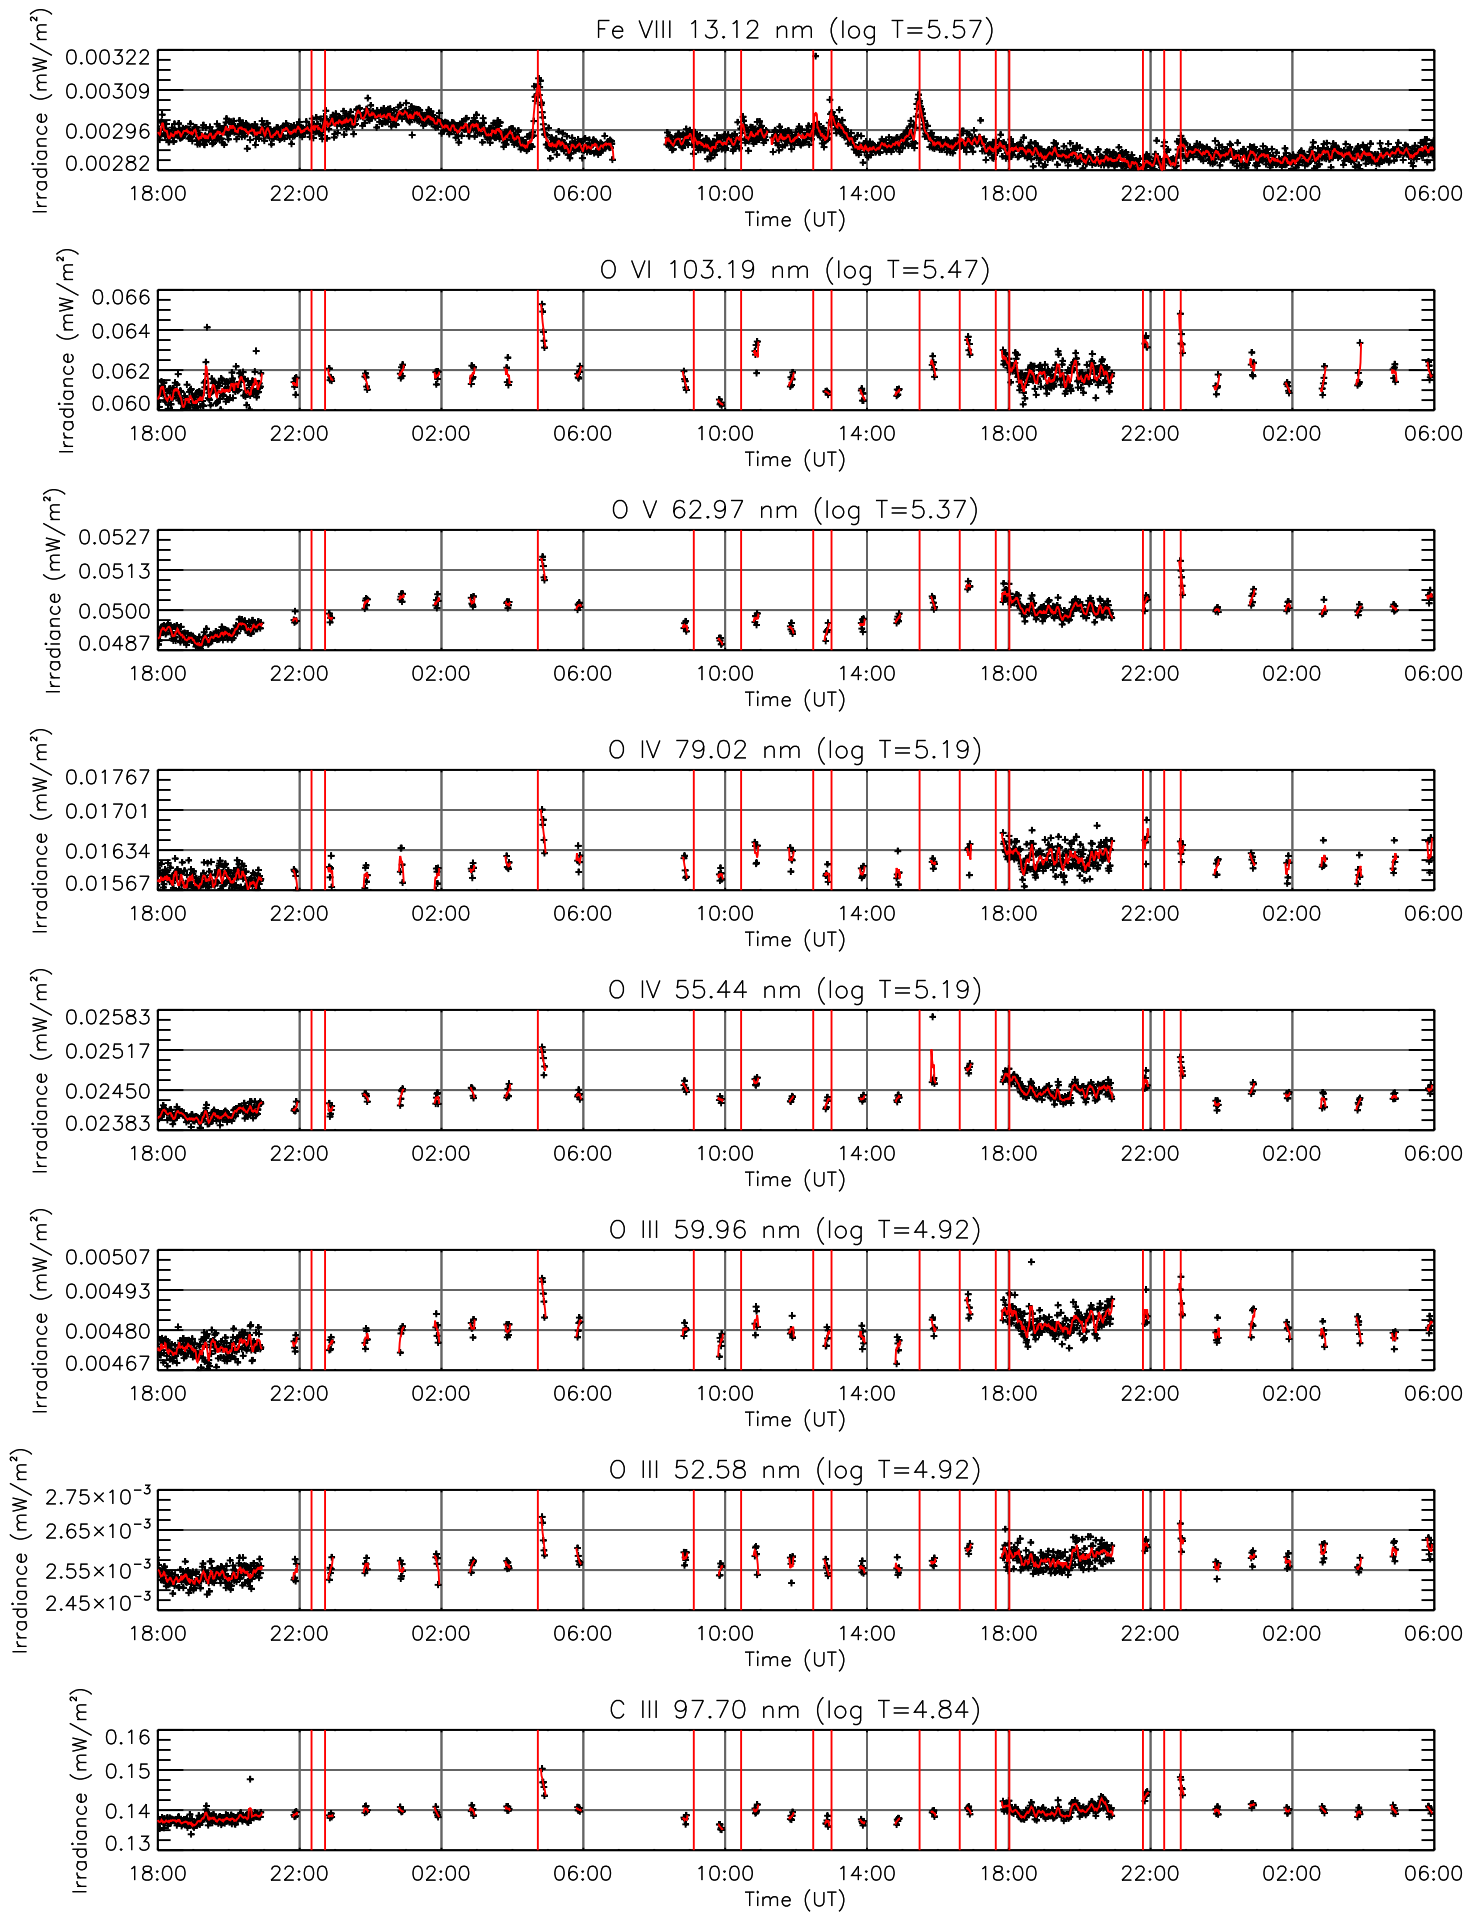 Fe VIII 13.12 nm (log T=5.57)
Irradiance (mW/m²)
0.00322
0.00309
0.00296
0.00282
18:00 22:00 02:00 06:00 10:00 14:00 18:00 22:00 02:00 06:00
Time (UT)
O VI 103.19 nm (log T=5.47)
Irradiance (mW/m²)
0.066
0.064
0.062
0.060
18:00 22:00 02:00 06:00 10:00 14:00 18:00 22:00 02:00 06:00
Time (UT)
O V 62.97 nm (log T=5.37)
Irradiance (mW/m²)
0.0527
0.0513
0.0500
0.0487
18:00 22:00 02:00 06:00 10:00 14:00 18:00 22:00 02:00 06:00
Time (UT)
O IV 79.02 nm (log T=5.19)
Irradiance (mW/m²)
0.01767
0.01701
0.01634
0.01567
18:00 22:00 02:00 06:00 10:00 14:00 18:00 22:00 02:00 06:00
Time (UT)
O IV 55.44 nm (log T=5.19)
Irradiance (mW/m²)
0.02583
0.02517
0.02450
0.02383
18:00 22:00 02:00 06:00 10:00 14:00 18:00 22:00 02:00 06:00
Time (UT)
O III 59.96 nm (log T=4.92)
Irradiance (mW/m²)
0.00507
0.00493
0.00480
0.00467
18:00 22:00 02:00 06:00 10:00 14:00 18:00 22:00 02:00 06:00
Time (UT)
O III 52.58 nm (log T=4.92)
Irradiance (mW/m²)
2.75×10⁻³
2.65×10⁻³
2.55×10⁻³
2.45×10⁻³
18:00 22:00 02:00 06:00 10:00 14:00 18:00 22:00 02:00 06:00
Time (UT)
C III 97.70 nm (log T=4.84)
Irradiance (mW/m²)
0.16
0.15
0.14
0.13
18:00 22:00 02:00 06:00 10:00 14:00 18:00 22:00 02:00 06:00
Time (UT)